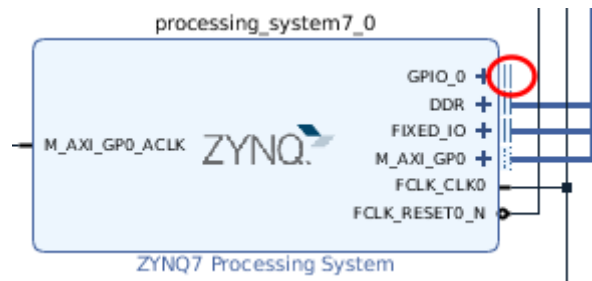 processing_system7_0
GPIO_0
DDR
FIXED_IO
M_AXI_GP0_ACLK
ZYNQ.
M_AXI_GP0
FCLK_CLK0
FCLK_RESET0_N
ZYNQ7 Processing System